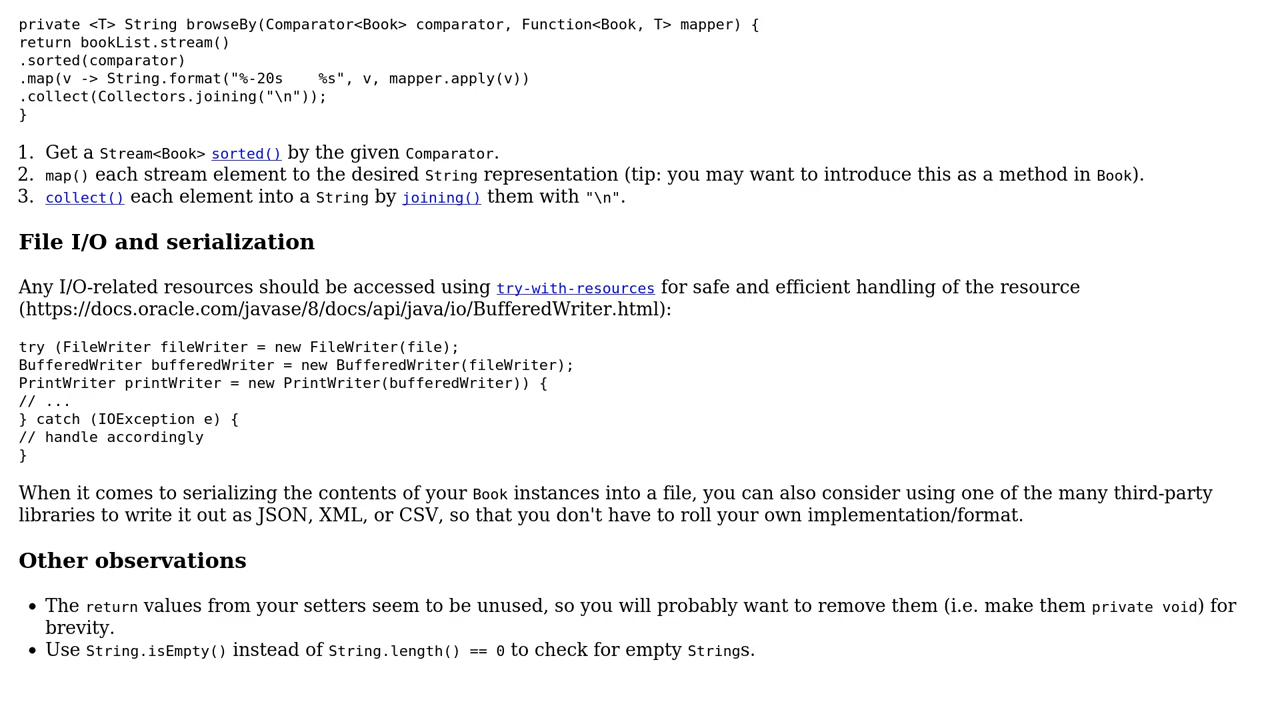 private <T> String browseBy(Comparator<Book> comparator, Function<Book, T> mapper) {
return bookList.stream()
.sorted(comparator)
.map(v -> String.format("%-20s    %s", v, mapper.apply(v))
.collect(Collectors.joining("\n"));
}
1. Get a Stream<Book> sorted() by the given Comparator.
2. map() each stream element to the desired String representation (tip: you may want to introduce this as a method in Book).
3. collect() each element into a String by joining() them with "\n".
File I/O and serialization
Any I/O-related resources should be accessed using try-with-resources for safe and efficient handling of the resource
(https://docs.oracle.com/javase/8/docs/api/java/io/BufferedWriter.html):
try (FileWriter fileWriter = new FileWriter(file);
BufferedWriter bufferedWriter = new BufferedWriter(fileWriter);
PrintWriter printWriter = new PrintWriter(bufferedWriter)) {
// ...
} catch (IOException e) {
// handle accordingly
}
When it comes to serializing the contents of your Book instances into a file, you can also consider using one of the many third-party
libraries to write it out as JSON, XML, or CSV, so that you don't have to roll your own implementation/format.
Other observations
• The return values from your setters seem to be unused, so you will probably want to remove them (i.e. make them private void) for
brevity.
• Use String.isEmpty() instead of String.length() == 0 to check for empty Strings.